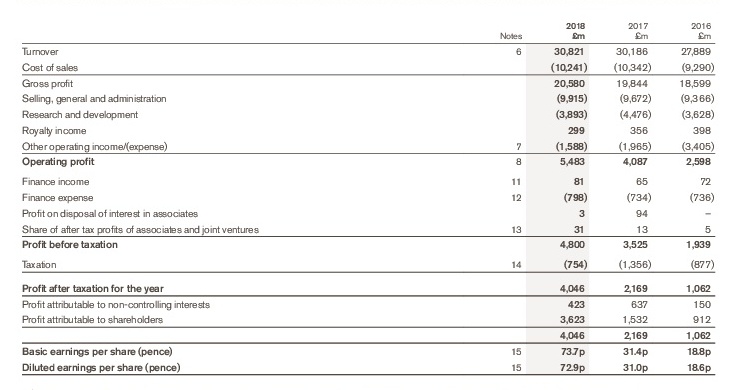 2018 2017 2016
Notes £m £m £m
Turnover 6 30,821 30,186 27,889
Cost of sales (10,241) (10,342) (9,290)
Gross profit 20,580 19,844 18,599
Selling, general and administration (9,915) (9,672) (9,366)
Research and development (3,893) (4,476) (3,628)
Royalty income 299 356 398
Other operating income/(expense) 7 (1,588) (1,965) (3,405)
Operating profit 8 5,483 4,087 2,598
Finance income 11 81 65 72
Finance expense 12 (798) (734) (736)
Profit on disposal of interest in associates 3 94 –
Share of after tax profits of associates and joint ventures 13 31 13 5
Profit before taxation 4,800 3,525 1,939
Taxation 14 (754) (1,356) (877)
Profit after taxation for the year 4,046 2,169 1,062
Profit attributable to non-controlling interests 423 637 150
Profit attributable to shareholders 3,623 1,532 912
4,046 2,169 1,062
Basic earnings per share (pence) 15 73.7p 31.4p 18.8p
Diluted earnings per share (pence) 15 72.9p 31.0p 18.6p